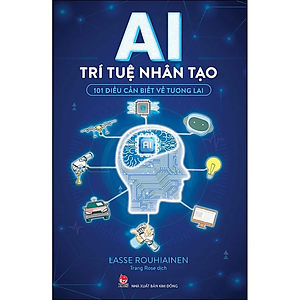 AI
TRÍ TUỆ NHÂN TẠO
101 ĐIỀU CẦN BIẾT VỀ TƯƠNG LAI
AI
LASSE ROUHIAINEN
Trang Rose dịch
NHÀ XUẤT BẢN KIM ĐỒNG